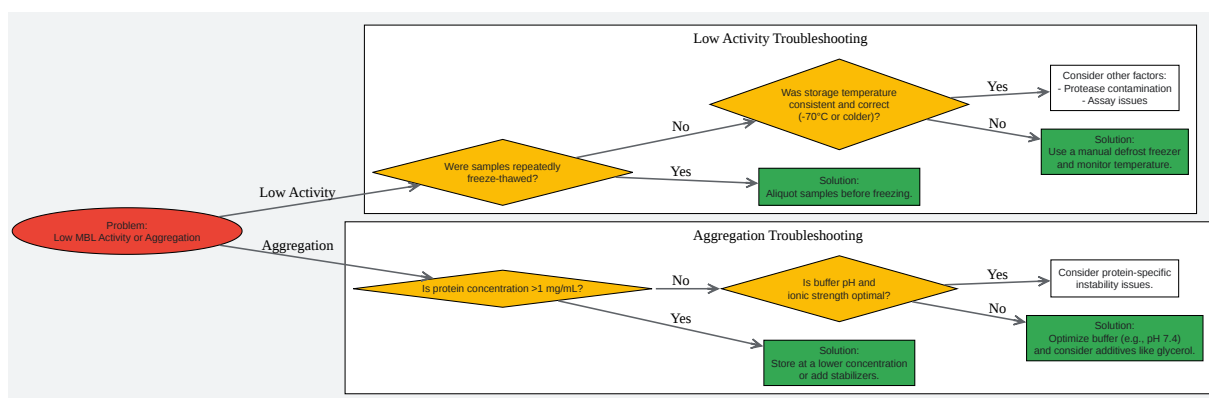 Low Activity Troubleshooting
Was storage temperature
consistent and correct
(-70°C or colder)?
Yes
Consider other factors:
- Protease contamination
- Assay issues
No
No
Solution:
Use a manual defrost freezer
and monitor temperature.
Were samples repeatedly
freeze-thawed?
Yes
Solution:
Aliquot samples before freezing.
Low Activity
Problem:
Low MBL Activity or Aggregation
Aggregation
Aggregation Troubleshooting
Is protein concentration >1 mg/mL?
No
Is buffer pH and
ionic strength optimal?
Yes
Consider protein-specific
instability issues.
No
Solution:
Optimize buffer (e.g., pH 7.4)
and consider additives like glycerol.
Yes
Solution:
Store at a lower concentration
or add stabilizers.